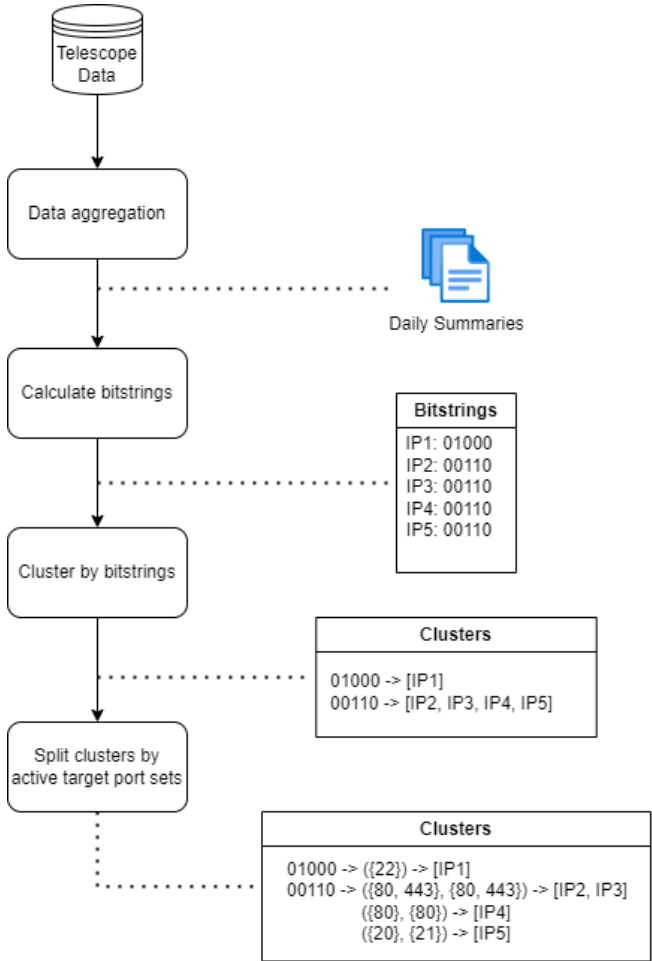 Telescope
Data
Data aggregation
Daily Summaries
Calculate bitstrings
Bitstrings
IP1: 01000
IP2: 00110
IP3: 00110
IP4: 00110
IP5: 00110
Cluster by bitstrings
Clusters
01000 -> [IP1]
00110 -> [IP2, IP3, IP4, IP5]
Split clusters by
active target port sets
Clusters
01000 -> ({22}) -> [IP1]
00110 -> ({80, 443}, {80, 443}) -> [IP2, IP3]
({80}, {80}) -> [IP4]
({20}, {21}) -> [IP5]